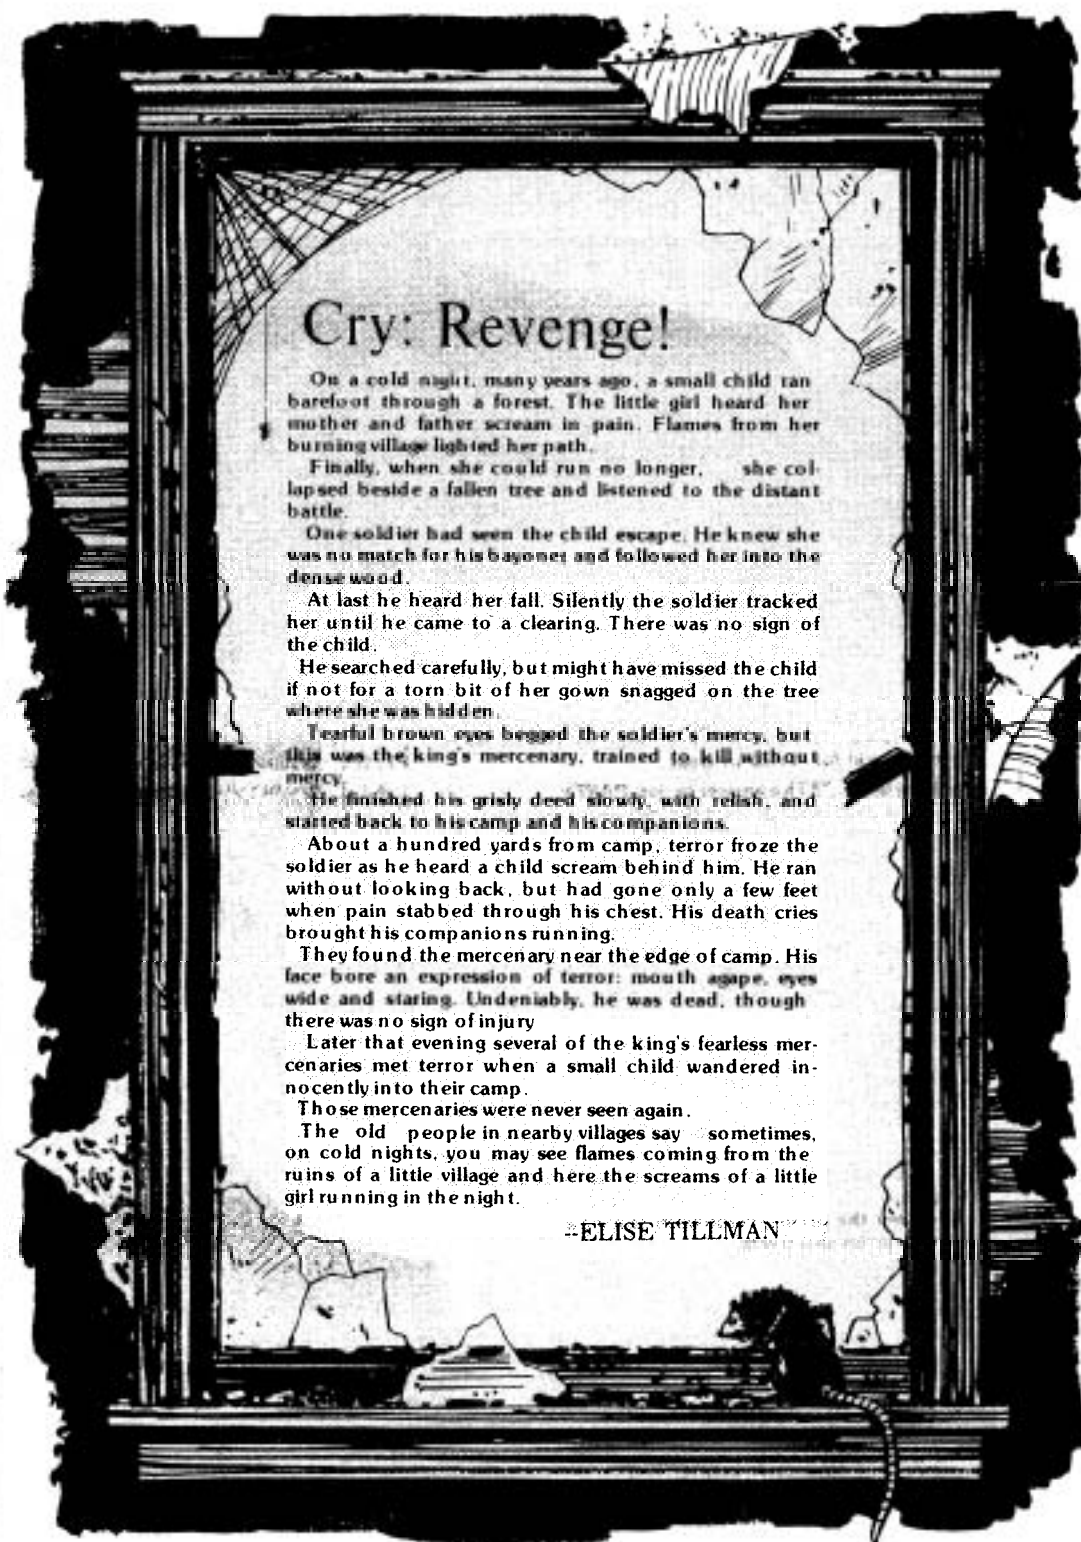 Cry: Revenge!
On a cold night, many years ago, a small child ran
barefoot through a forest. The little girl heard her
mother and father scream in pain. Flames from her
burning village lighted her path.
Finally, when she could run no longer, she col-
lapsed beside a fallen tree and listened to the distant
battle.
One soldier had seen the child escape. He knew she
was no match for his bayonet and followed her into the
dense wood.
At last he heard her fall. Silently the soldier tracked
her until he came to a clearing. There was no sign of
the child.
He searched carefully, but might have missed the child
if not for a torn bit of her gown snagged on the tree
where she was hidden.
Tearful brown eyes begged the soldier's mercy, but
this was the king's mercenary, trained to kill without
mercy.
He finished his grisly deed slowly, with relish, and
started back to his camp and his companions.
About a hundred yards from camp, terror froze the
soldier as he heard a child scream behind him. He ran
without looking back, but had gone only a few feet
when pain stabbed through his chest. His death cries
brought his companions running.
They found the mercenary near the edge of camp. His
face bore an expression of terror: mouth agape, eyes
wide and staring. Undeniably, he was dead, though
there was no sign of injury
Later that evening several of the king's fearless mer-
cenaries met terror when a small child wandered in-
nocently into their camp.
Those mercenaries were never seen again.
The old people in nearby villages say sometimes,
on cold nights, you may see flames coming from the
ruins of a little village and here the screams of a little
girl running in the night.
--ELISE TILLMAN